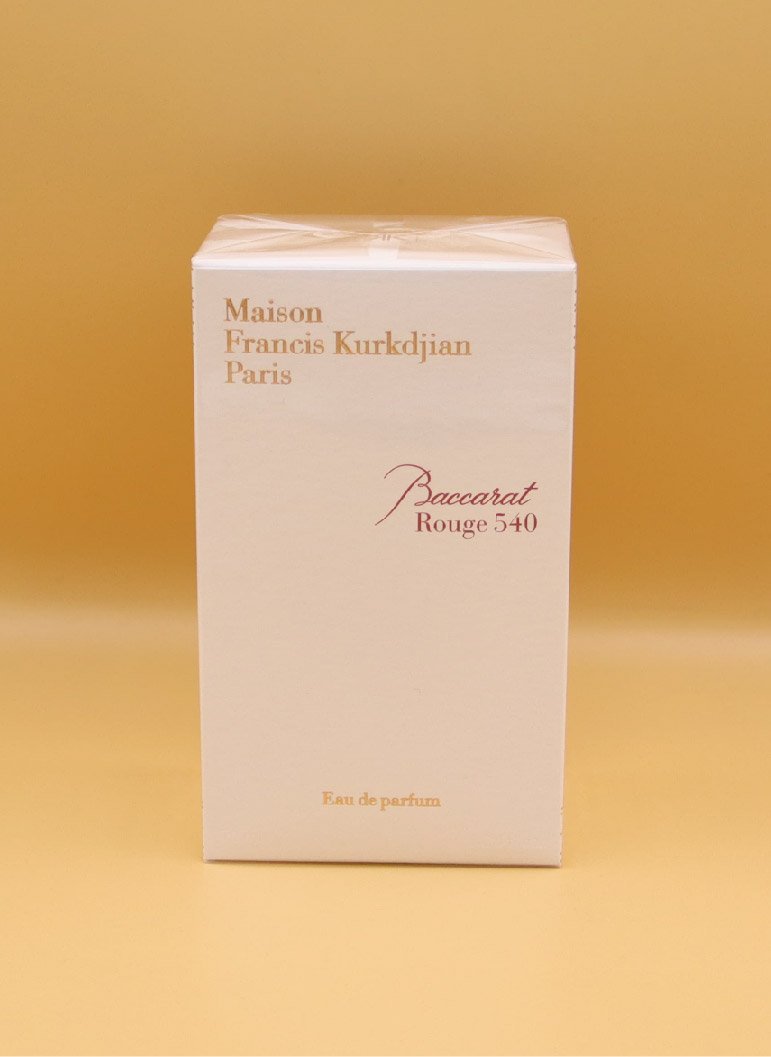 Maison
Francis Kurkdjian
Paris
Baccarat
Rouge 540
Eau de parfum